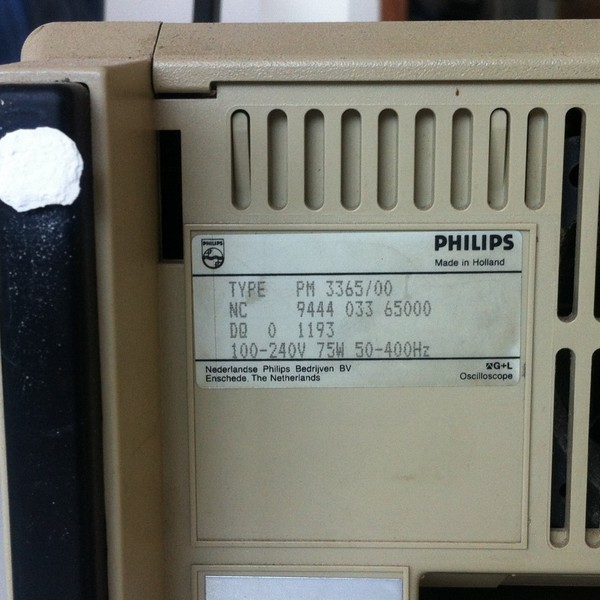 PHILIPS
PHILIPS
Made in Holland
TYPE PM 3365/00
NC 9444 033 65000
DQ 0 1193
100-240V 75W 50-400Hz
Nederlandse Philips Bedrijven BV
G+L
Enschede. The Netherlands
Oscilloscope